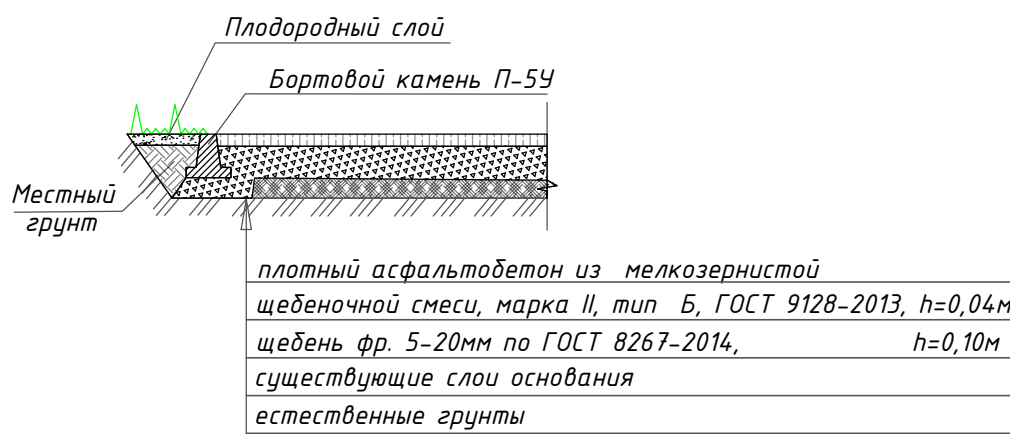 Плодородный слой
Бортовой камень П-5У
Местный
грунт
плотный асфальтобетон из мелкозернистой
щебеночной смеси, марка II, тип Б, ГОСТ 9128-2013, h=0,04м
щебень фр. 5-20мм по ГОСТ 8267-2014, h=0,10м
существующие слои основания
естественные грунты